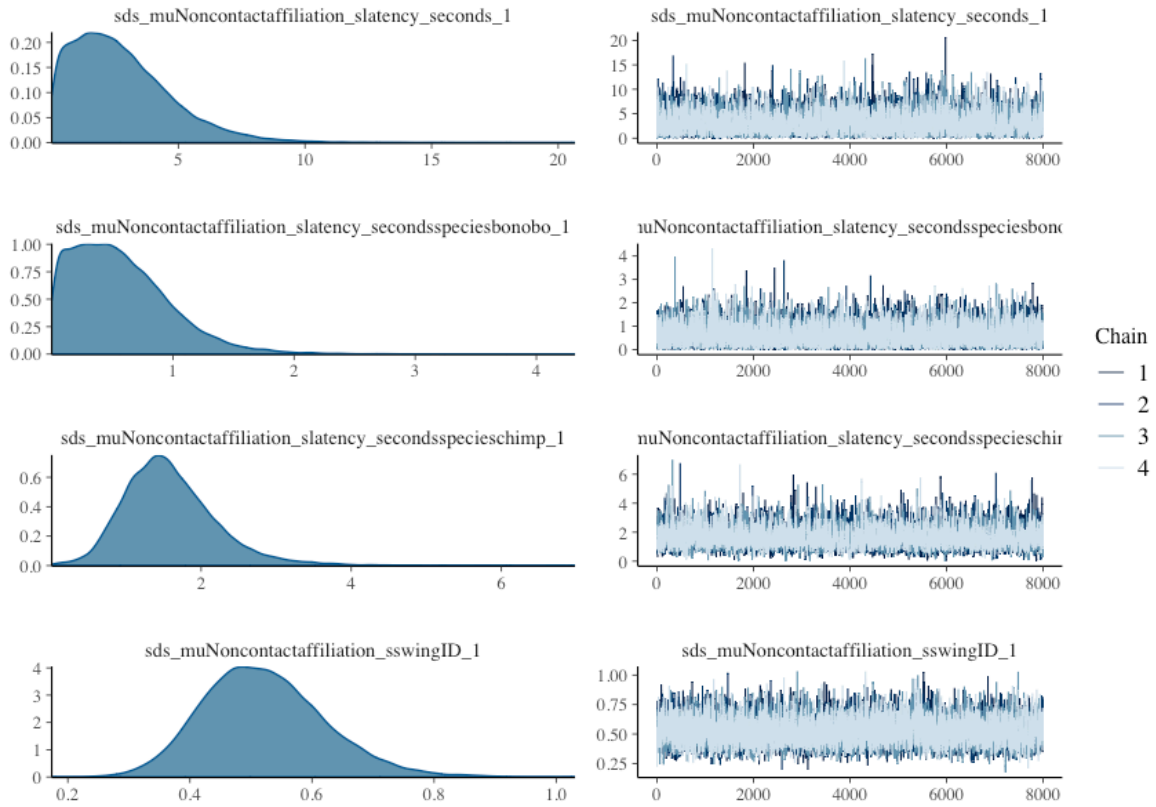 sds_muNoncontactaffiliation_slatency_seconds_1
0.20
0.15
0.10
0.05
0.00
5 10 15 20
sds_muNoncontactaffiliation_slatency_seconds_1
20
15
10
5
0
0 2000 4000 6000 8000
sds_muNoncontactaffiliation_slatency_secondsspeciesbonobo_1
1.00
0.75
0.50
0.25
0.00
1 2 3 4
uNoncontactaffiliation_slatency_secondsspeciesbono
4
3
2
1
0
0 2000 4000 6000 8000
sds_muNoncontactaffiliation_slatency_secondsspecieschimp_1
0.6
0.4
0.2
0.0
2 4 6
nuNoncontactaffiliation_slatency_secondsspecieschi
6
4
2
0
0 2000 4000 6000 8000
sds_muNoncontactaffiliation_sswingID_1
4
3
2
1
0
0.2 0.4 0.6 0.8 1.0
sds_muNoncontactaffiliation_sswingID_1
1.00
0.75
0.50
0.25
0 2000 4000 6000 8000
Chain
1
2
3
4